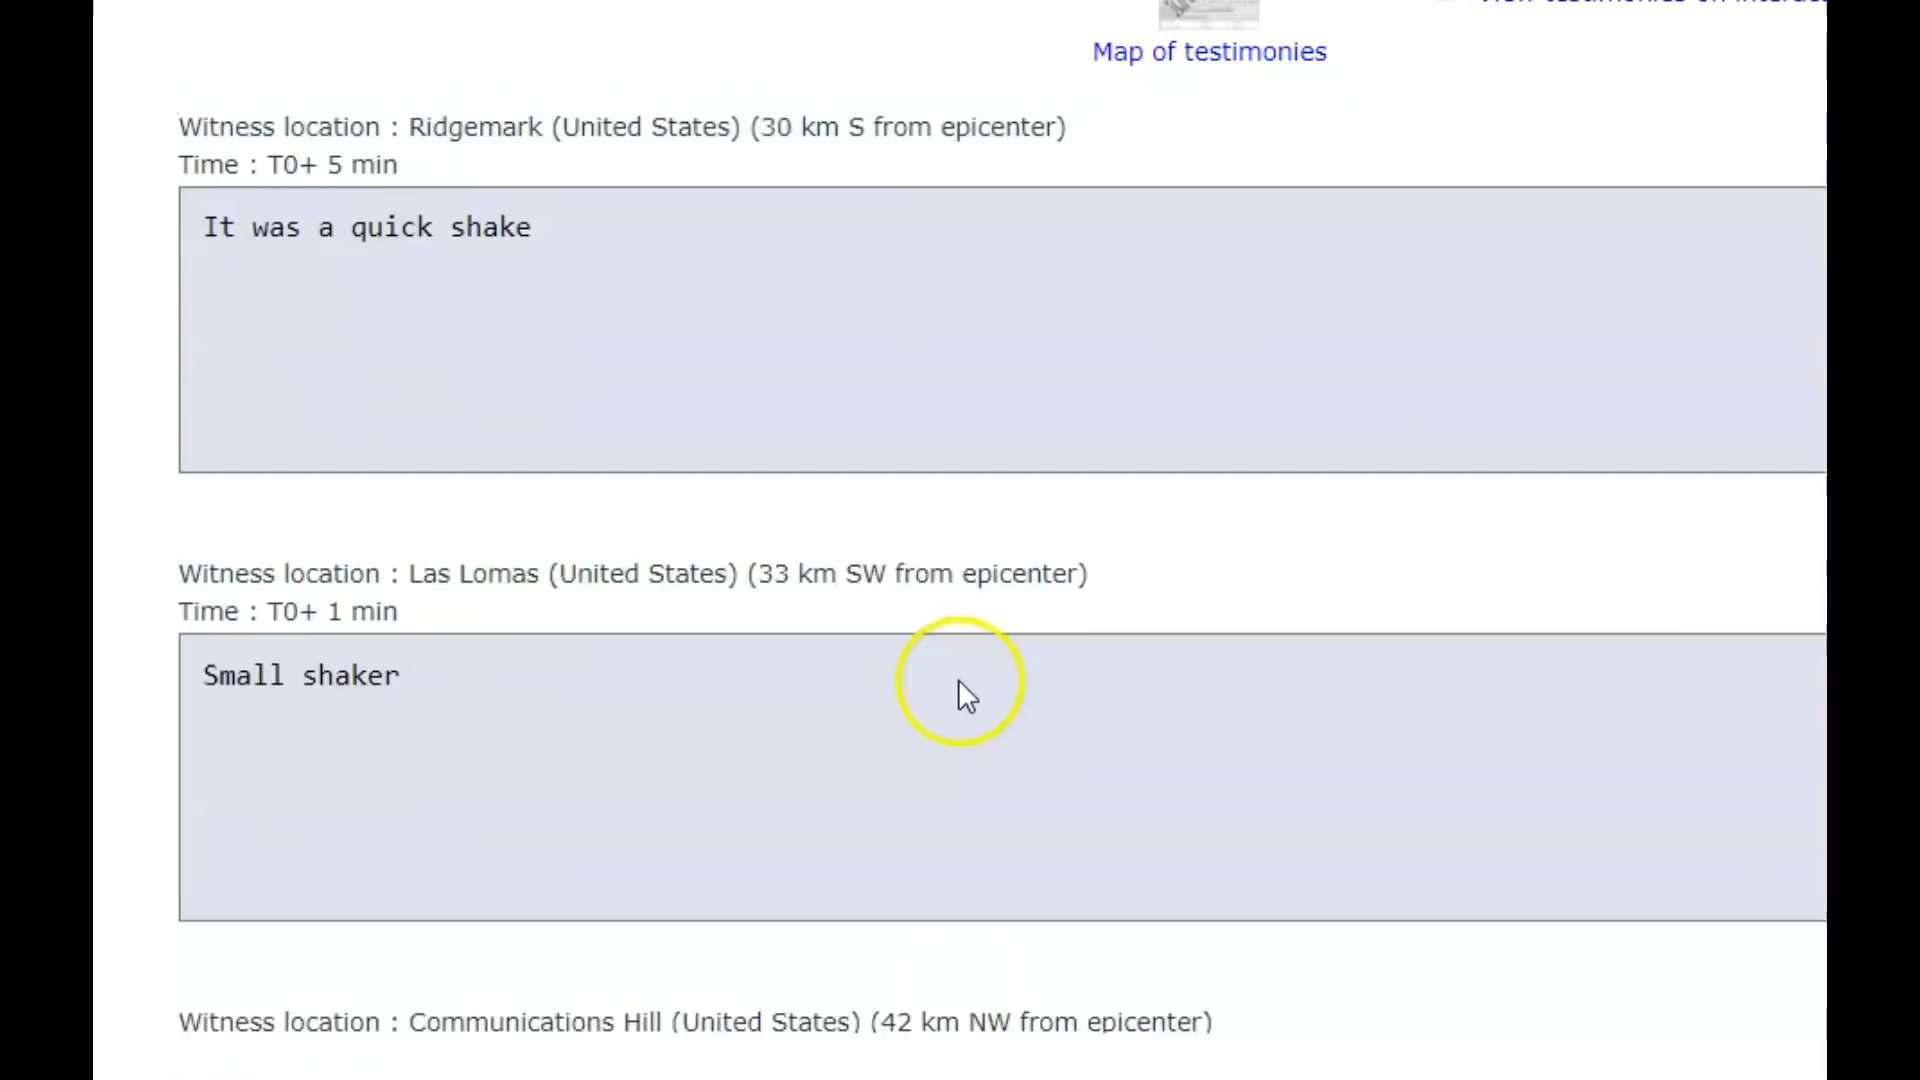 Map of testimonies
Witness location : Ridgemark (United States) (30 km S from epicenter)
Time : T0+ 5 min
It was a quick shake
Witness location : Las Lomas (United States) (33 km SW from epicenter)
Time : T0+ 1 min
Small shaker
Witness location : Communications Hill (United States) (42 km NW from epicenter)